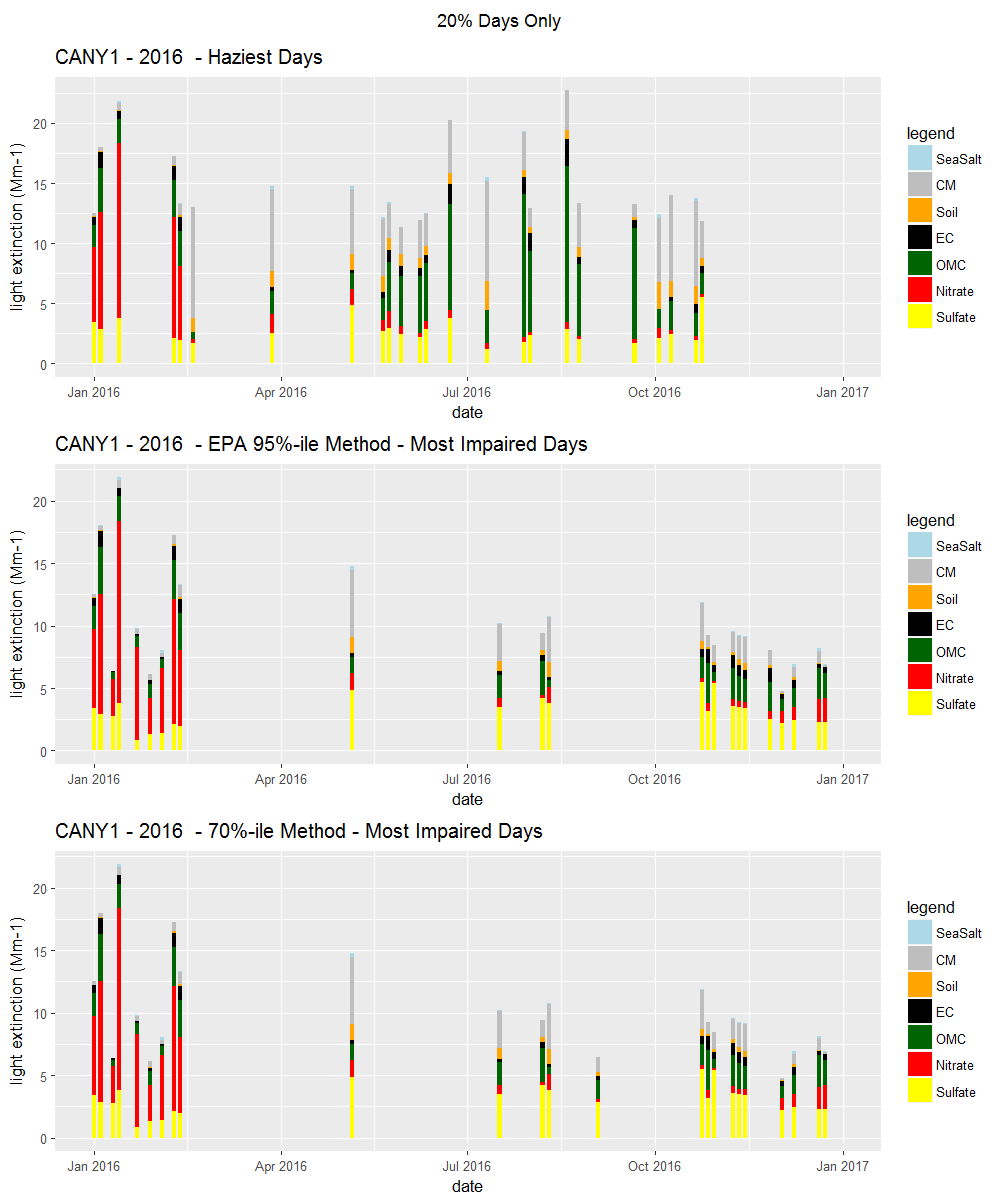 20% Days Only
CANY1 - 2016  - Haziest Days
light extinction (Mm-1)
20
15
10
5
0
Jan 2016
Apr 2016
Jul 2016
Oct 2016
Jan 2017
date
legend
SeaSalt
CM
Soil
EC
OMC
Nitrate
Sulfate
CANY1 - 2016  - EPA 95%-ile Method - Most Impaired Days
light extinction (Mm-1)
20
15
10
5
0
Jan 2016
Apr 2016
Jul 2016
Oct 2016
Jan 2017
date
legend
SeaSalt
CM
Soil
EC
OMC
Nitrate
Sulfate
CANY1 - 2016  - 70%-ile Method - Most Impaired Days
light extinction (Mm-1)
20
15
10
5
0
Jan 2016
Apr 2016
Jul 2016
Oct 2016
Jan 2017
date
legend
SeaSalt
CM
Soil
EC
OMC
Nitrate
Sulfate